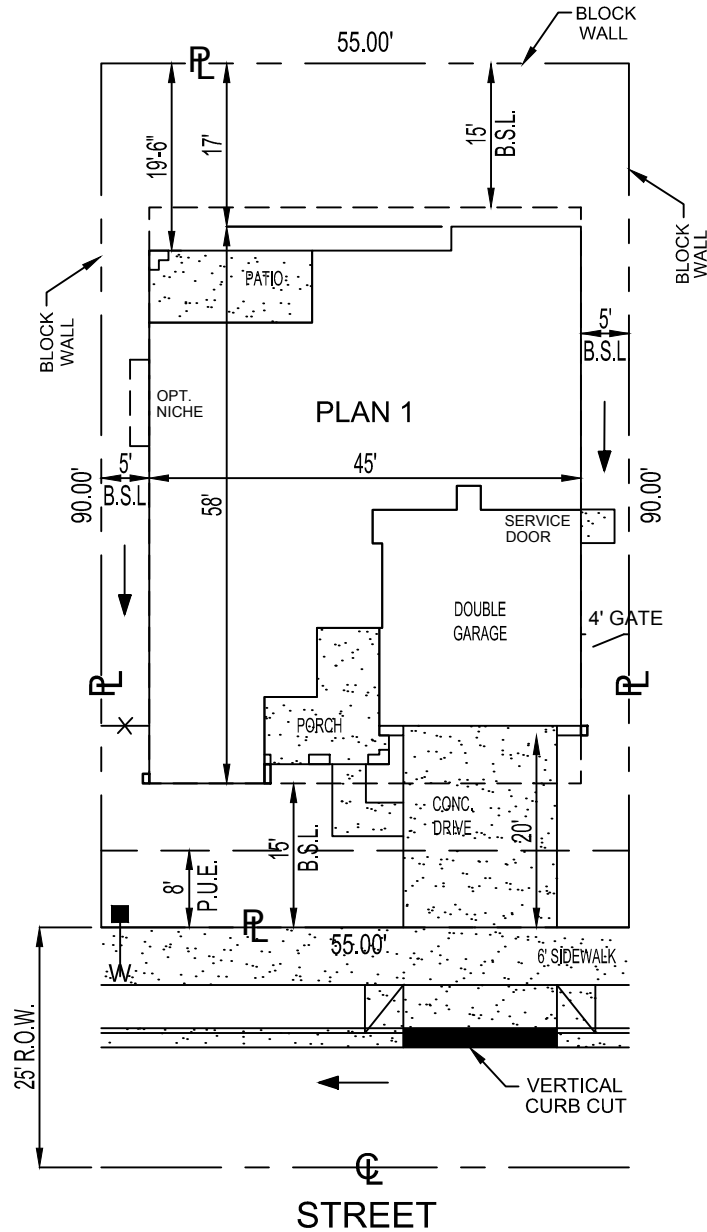 BLOCK
WALL
55.00'
PL
19'-6"
17'
15'
B.S.L.
BLOCK
WALL
BLOCK
WALL
PATIO
5'
B.S.L
OPT.
NICHE
PLAN 1
5'
B.S.L
45'
90.00'
58'
90.00'
SERVICE
DOOR
DOUBLE
GARAGE
4' GATE
PL
PL
PORCH
CONC.
DRIVE
20'
15'
B.S.L.
8'
P.U.E.
PL
55.00'
6' SIDEWALK
W
25' R.O.W.
VERTICAL
CURB CUT
CL
STREET